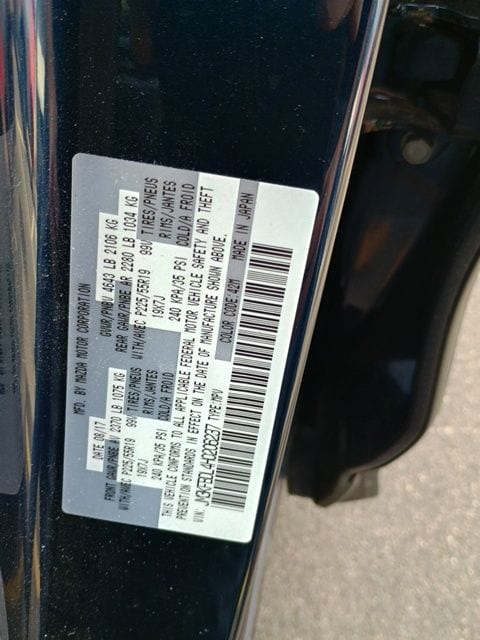 MFD. BY MAZDA MOTOR CORPORATION
DATE 08/17 GVWR/PNBV 4643 LB 2106 KG
FRONT GAWR/PNBE AV 2370 LB 1075 KG REAR GAWR/PNBE AR 2280 LB 1034 KG
WITH/AVEC P225/55R19 99V TIRES/PNEUS WITH/AVEC P225/55R19 99V TIRES/PNEUS
19X7J RIMS/JANTES 19X7J RIMS/JANTES
240 KPA/35 PSI COLD/A FROID 240 KPA/35 PSI COLD/A FROID
THIS VEHICLE CONFORMS TO ALL APPLICABLE FEDERAL MOTOR VEHICLE SAFETY AND THEFT
PREVENTION STANDARDS IN EFFECT ON THE DATE OF MANUFACTURE SHOWN ABOVE.
VIN: TYPE:MPV COLOR CODE:42M MADE IN JAPAN